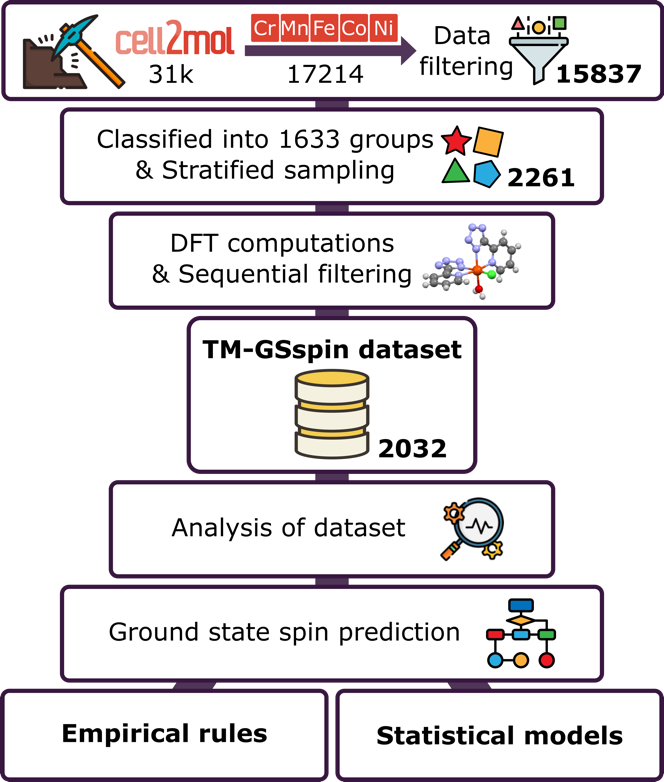 cell2mol
31k
Cr Mn Fe Co Ni
17214
Data
filtering
15837
Classified into 1633 groups
& Stratified sampling
2261
DFT computations
& Sequential filtering
TM-GSspin dataset
2032
Analysis of dataset
Ground state spin prediction
Empirical rules
Statistical models